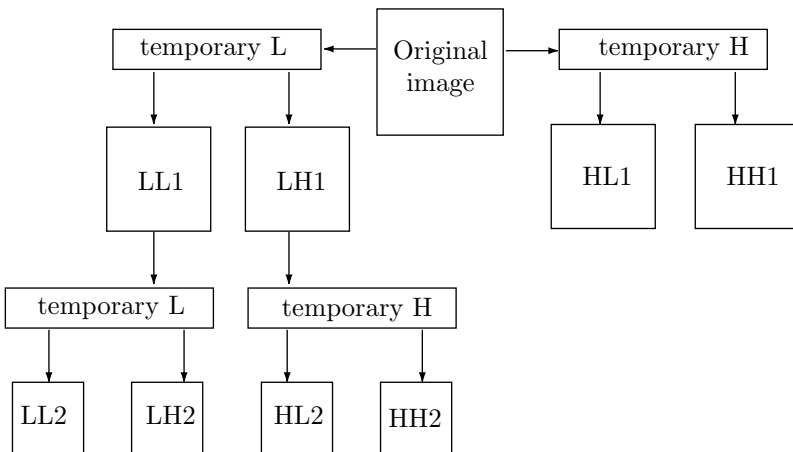 temporary L
Original
image
temporary H
LL1
LH1
HL1
HH1
temporary L
temporary H
LL2
LH2
HL2
HH2